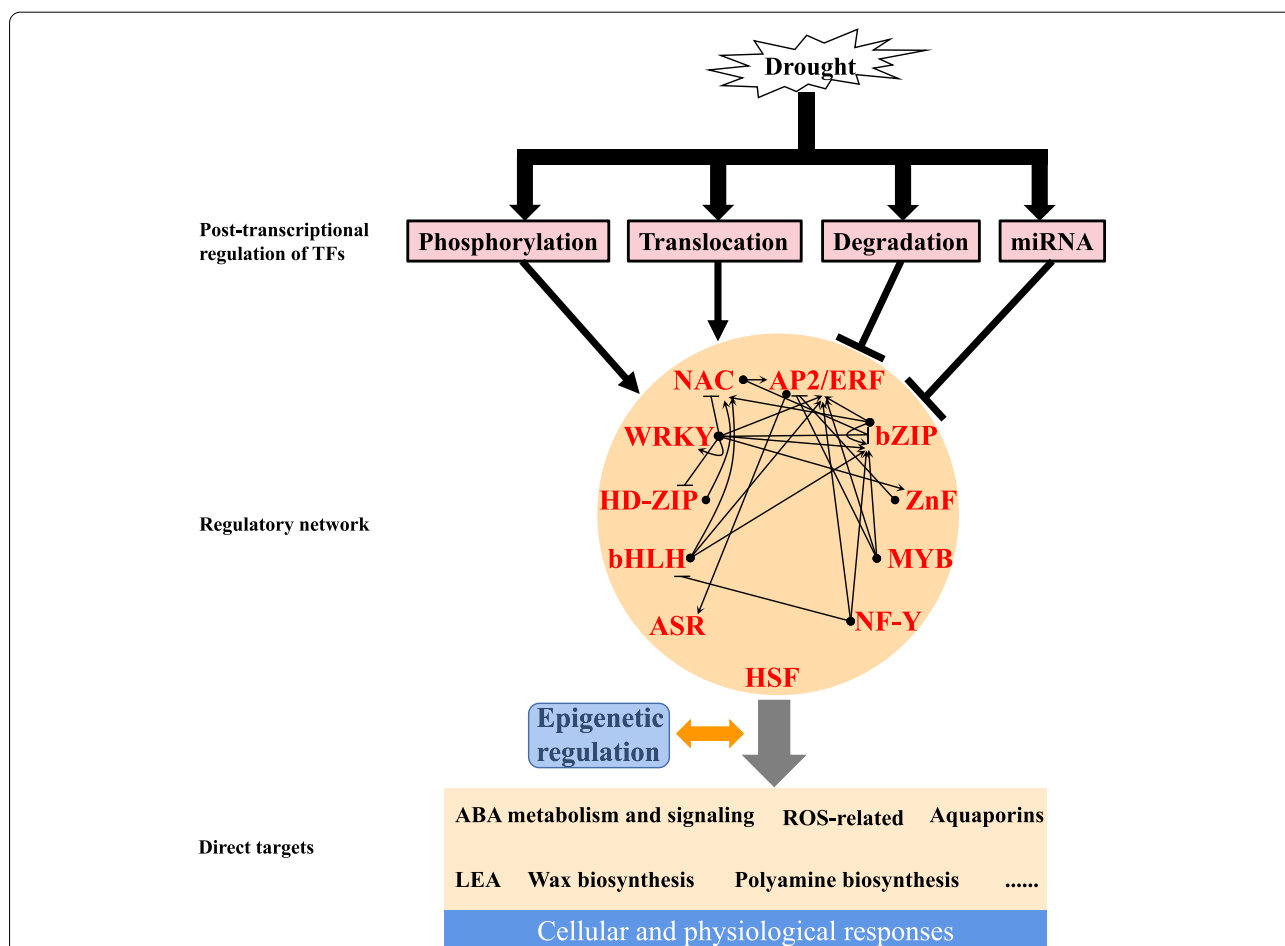 Drought
Post-transcriptional
regulation of TFs
Phosphorylation
Translocation
Degradation
miRNA
NAC
AP2/ERF
WRKY
bZIP
HD-ZIP
ZnF
Regulatory network
bHLH
MYB
ASR
NF-Y
HSF
Epigenetic
regulation
Direct targets
ABA metabolism and signaling
ROS-related
Aquaporins
LEA
Wax biosynthesis
Polyamine biosynthesis
......
Cellular and physiological responses